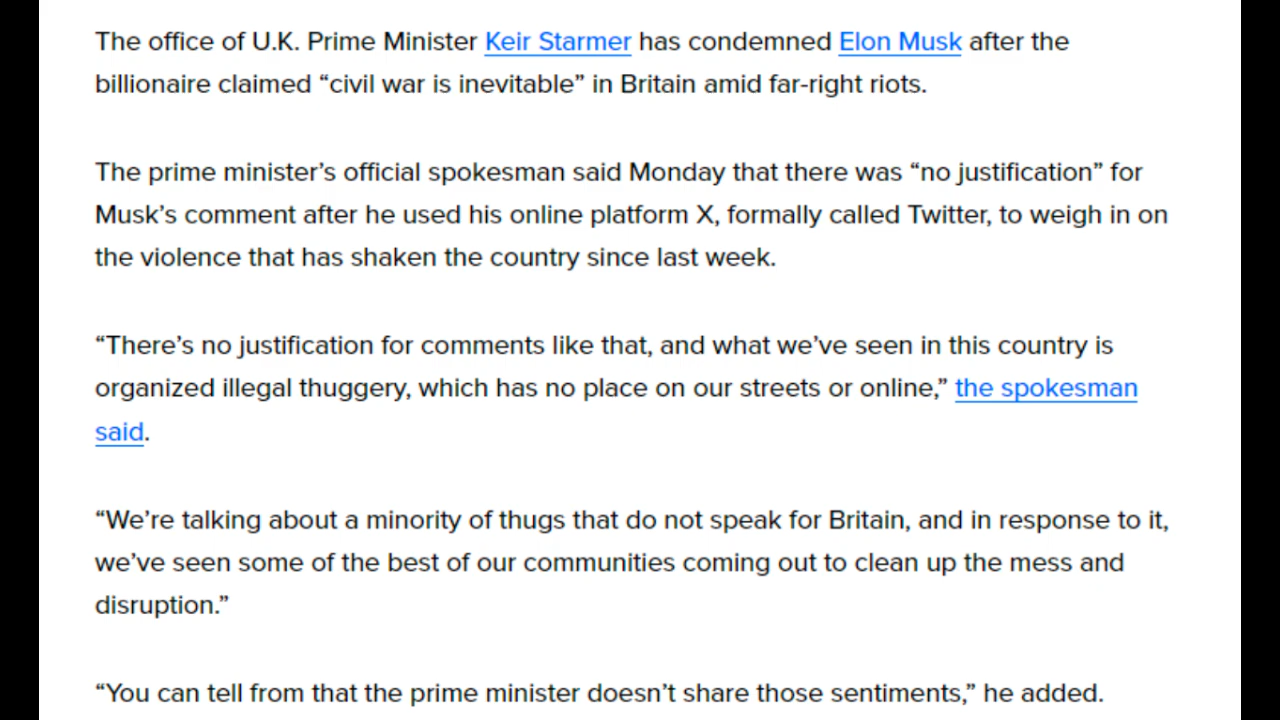 The office of U.K. Prime Minister Keir Starmer has condemned Elon Musk after the
billionaire claimed “civil war is inevitable” in Britain amid far-right riots.
The prime minister’s official spokesman said Monday that there was “no justification” for
Musk’s comment after he used his online platform X, formally called Twitter, to weigh in on
the violence that has shaken the country since last week.
“There’s no justification for comments like that, and what we’ve seen in this country is
organized illegal thuggery, which has no place on our streets or online,” the spokesman
said.
“We’re talking about a minority of thugs that do not speak for Britain, and in response to it,
we’ve seen some of the best of our communities coming out to clean up the mess and
disruption.”
“You can tell from that the prime minister doesn’t share those sentiments,” he added.